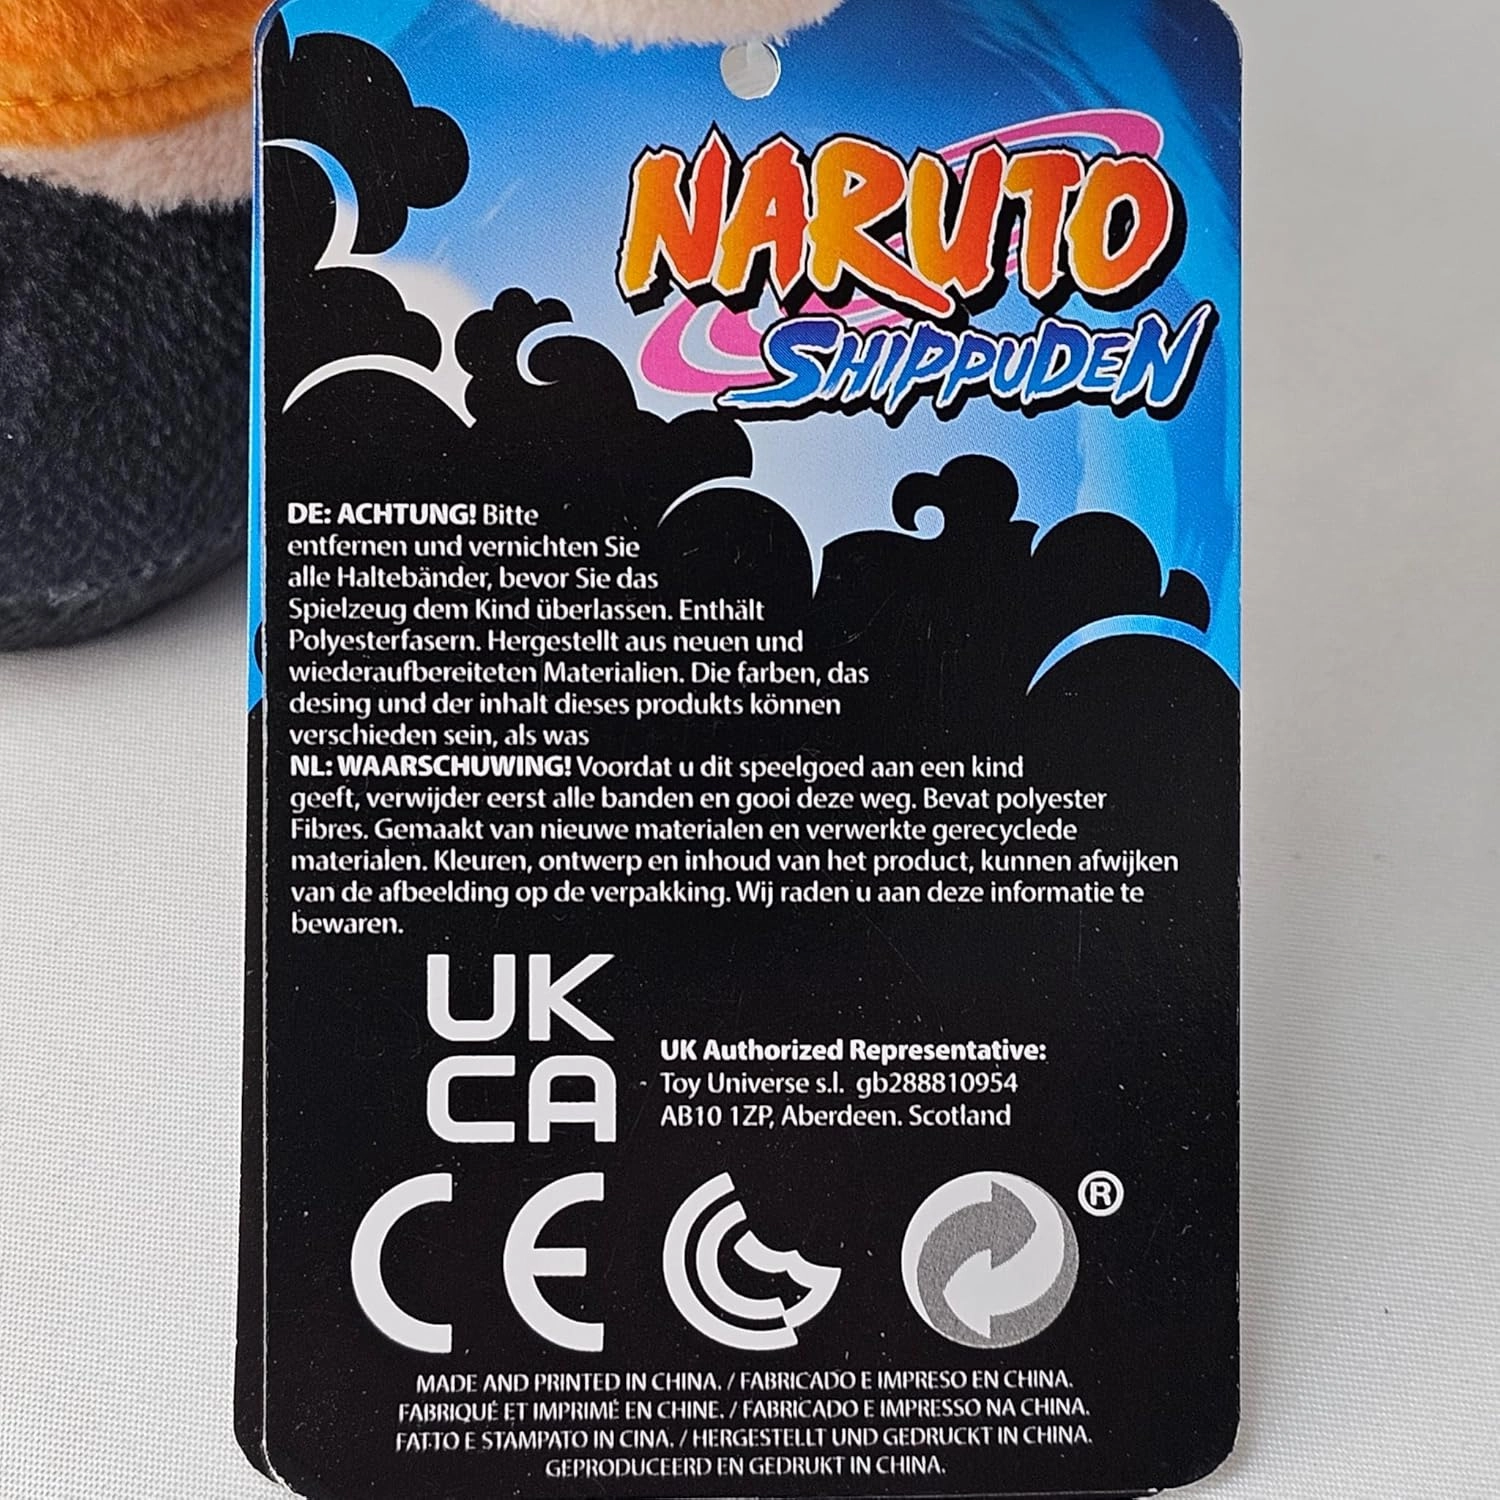 NARUTO
SHIPPUDEN
DE: ACHTUNG! Bitte
entfernen und vernichten Sie
alle Haltebänder, bevor Sie das
Spielzeug dem Kind überlassen. Enthält
Polyesterfasern. Hergestellt aus neuen und
wiederaufbereiteten Materialien. Die farben, das
desing und der inhalt dieses produkts können
verschieden sein, als was
NL: WAARSCHUWING! Voordat u dit speelgoed aan een kind
geeft, verwijder eerst alle banden en gooi deze weg. Bevat polyester
Fibres. Gemaakt van nieuwe materialen en verwerkte gerecyclede
materialen. Kleuren, ontwerp en inhoud van het product, kunnen afwijken
van de afbeelding op de verpakking. Wij raden u aan deze informatie te
bewaren.
UK
CA
UK Authorized Representative:
Toy Universe s.l. gb288810954
AB10 1ZP, Aberdeen. Scotland
CE
®
MADE AND PRINTED IN CHINA. / FABRICADO E IMPRESO EN CHINA.
FABRIQUÉ ET IMPRIMÉ EN CHINE. / FABRICADO E IMPRESSO NA CHINA.
FATTO E STAMPATO IN CINA. / HERGESTELLT UND GEDRUCKT IN CHINA.
GEPRODUCEERD EN GEDRUKT IN CHINA.